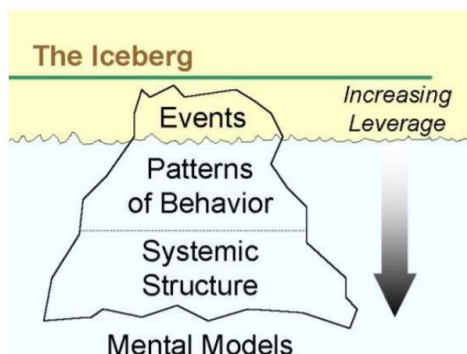 The Iceberg
Increasing
Leverage
Events
Patterns
of Behavior
Systemic
Structure
Mental Models